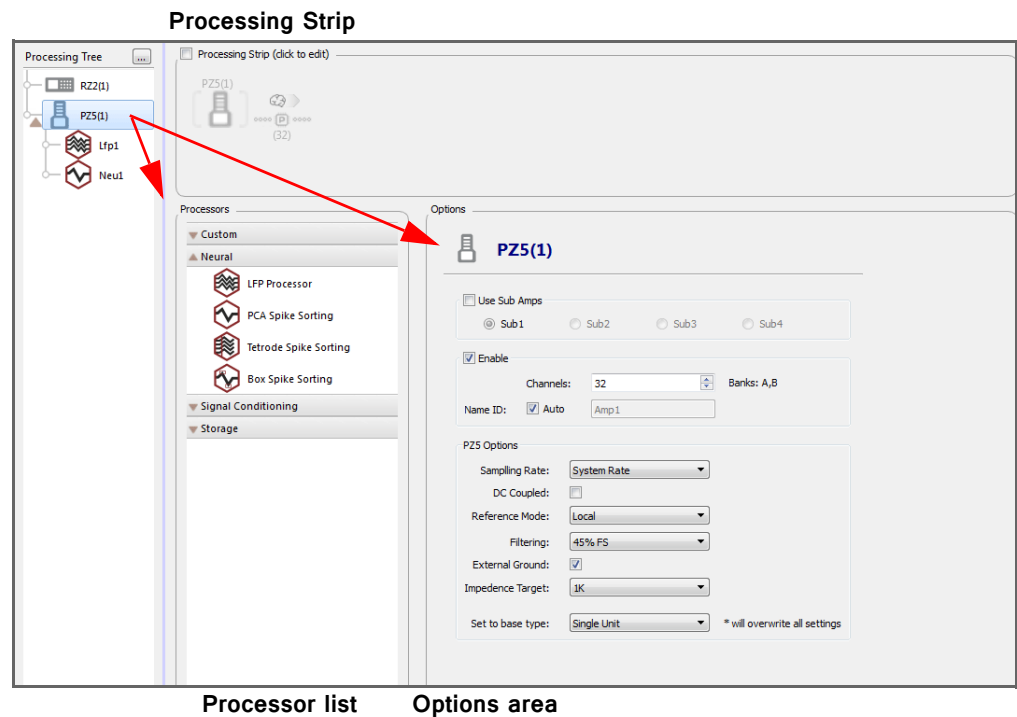 Processing Strip
Processing Tree ...
RZ2(1)
PZ5(1)
Lfp1
Neu1
Processing Strip (click to edit)
PZ5(1)
P
(32)
Processors
Custom
Neural
LFP Processor
PCA Spike Sorting
Tetrode Spike Sorting
Box Spike Sorting
Signal Conditioning
Storage
Options
PZ5(1)
Use Sub Amps
Sub1 Sub2 Sub3 Sub4
Enable
Channels: 32 Banks: A,B
Name ID: Auto Amp1
PZ5 Options
Sampling Rate: System Rate
DC Coupled:
Reference Mode: Local
Filtering: 45% FS
External Ground:
Impedence Target: 1K
Set to base type: Single Unit * will overwrite all settings
Processor list Options area